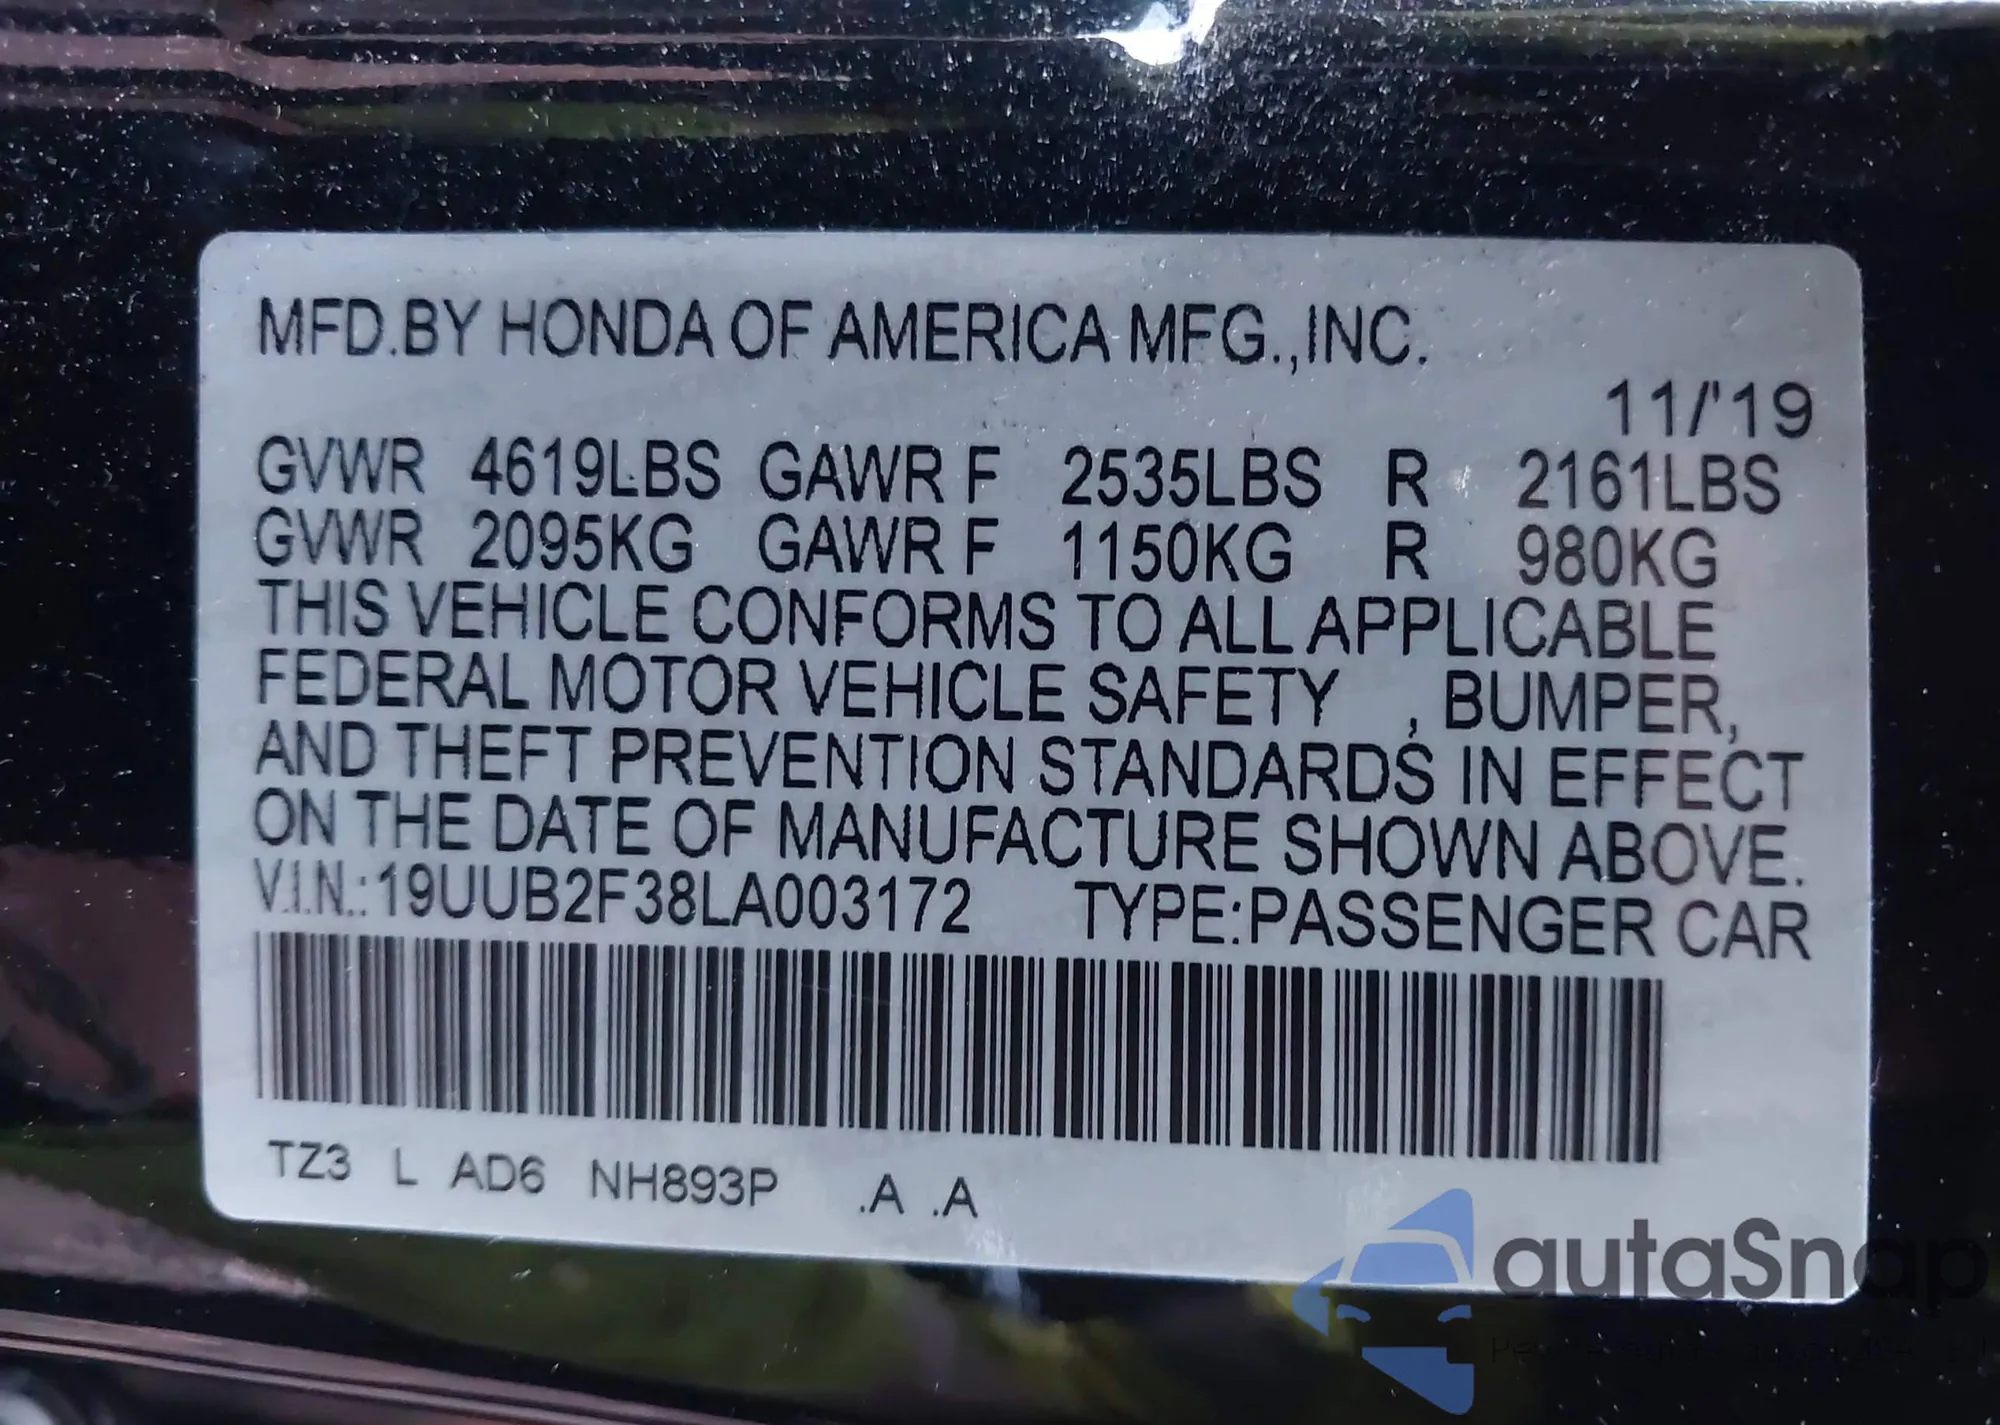 MFD.BY HONDA OF AMERICA MFG.,INC.
11/'19
GVWR 4619LBS GAWR F 2535LBS R 2161LBS
GVWR 2095KG GAWR F 1150KG R 980KG
THIS VEHICLE CONFORMS TO ALL APPLICABLE
FEDERAL MOTOR VEHICLE SAFETY , BUMPER,
AND THEFT PREVENTION STANDARDS IN EFFECT
ON THE DATE OF MANUFACTURE SHOWN ABOVE.
V.I.N.:19UUB2F38LA003172 TYPE:PASSENGER CAR
TZ3 L AD6 NH893P .A .A
autaSnap